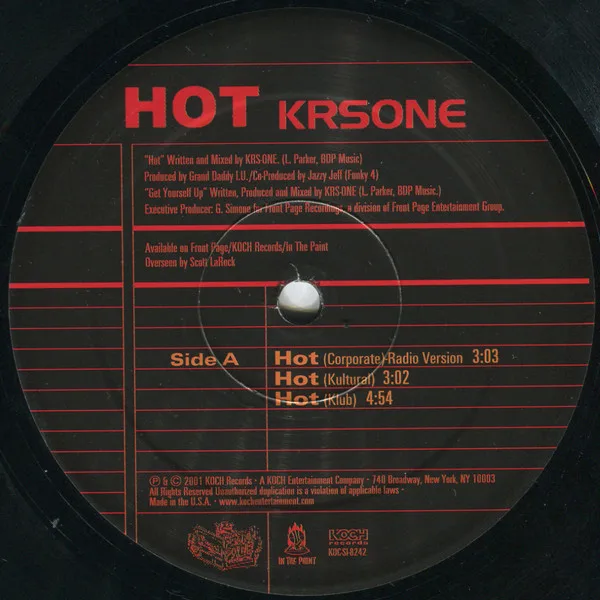 HOT KRSONE
"Hot" Written and Mixed by KRS-ONE. (L. Parker, BDP Music.)
Produced by Grand Daddy I.U./Co-Produced by Jazzy Jeff (Funky 4)
"Get Yourself Up" Written, Produced and Mixed by KRS-ONE (L. Parker, BDP Music.)
Executive Producer: G. Simone for Front Page Recordings, a division of Front Page Entertainment Group.
Available on Front Page/KOCH Records/In The Paint
Overseen by Scott LaRock
Side A
Hot (Corporate) Radio Version 3:03
Hot (Kultural) 3:02
Hot (Klub) 4:54
℗ & © 2001 KOCH Records · A KOCH Entertainment Company · 740 Broadway, New York, NY 10003
All Rights Reserved Unauthorized duplication is a violation of applicable laws ·
Made in the U.S.A. · www.kochentertainment.com
IN THE PAINT
KOCH
records
KOC-SI-8242